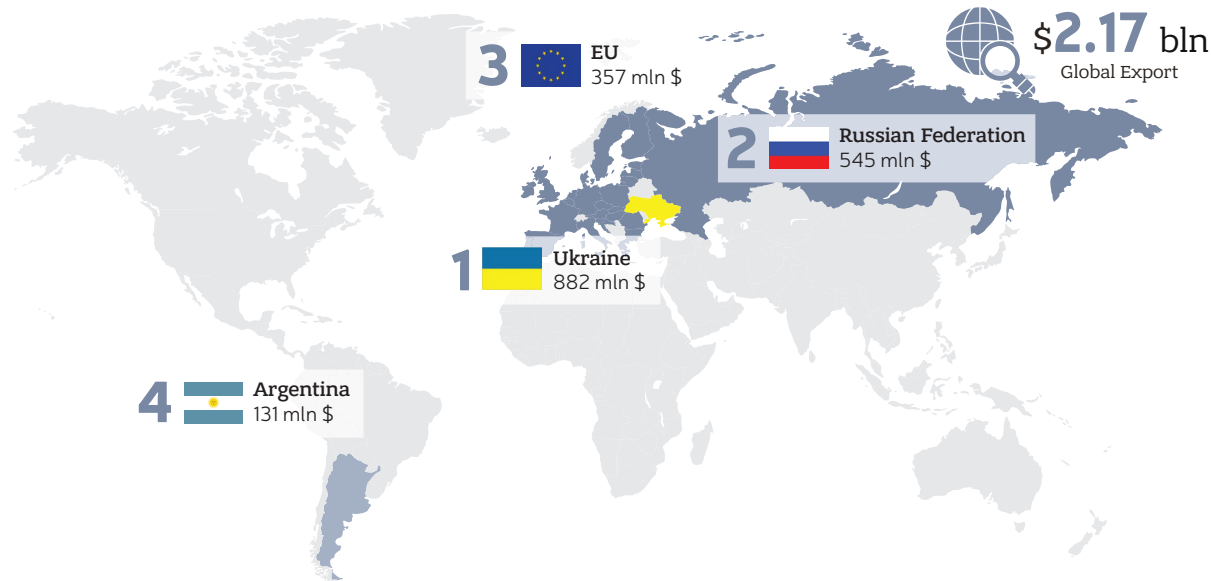 $2.17 bln
Global Export
3
EU
357 mln $
2
Russian Federation
545 mln $
1
Ukraine
882 mln $
4
Argentina
131 mln $